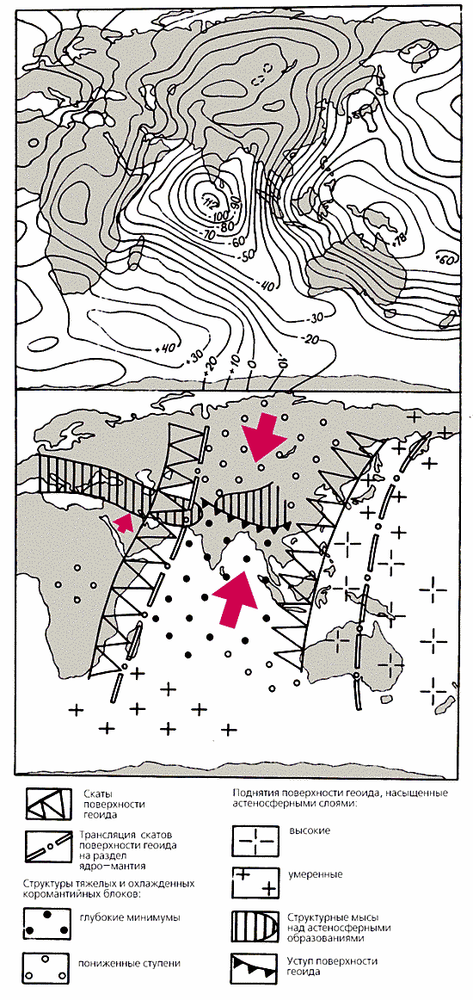 -112
-100
-90
-80
-70
-60
-50
-40
-30
-20
-10
0
+10
+20
+30
+40
+78
+60
Скаты
поверхности
геоида
Трансляция скатов
поверхности геоида
на раздел
ядро—мантия
Структуры тяжелых и охлажденных
коромантийных блоков:
глубокие минимумы
пониженные ступени
Поднятия поверхности геоида, насыщенные
астеносферными слоями:
высокие
умеренные
Структурные мысы
над астеносферными
образованиями
Уступ поверхности
геоида